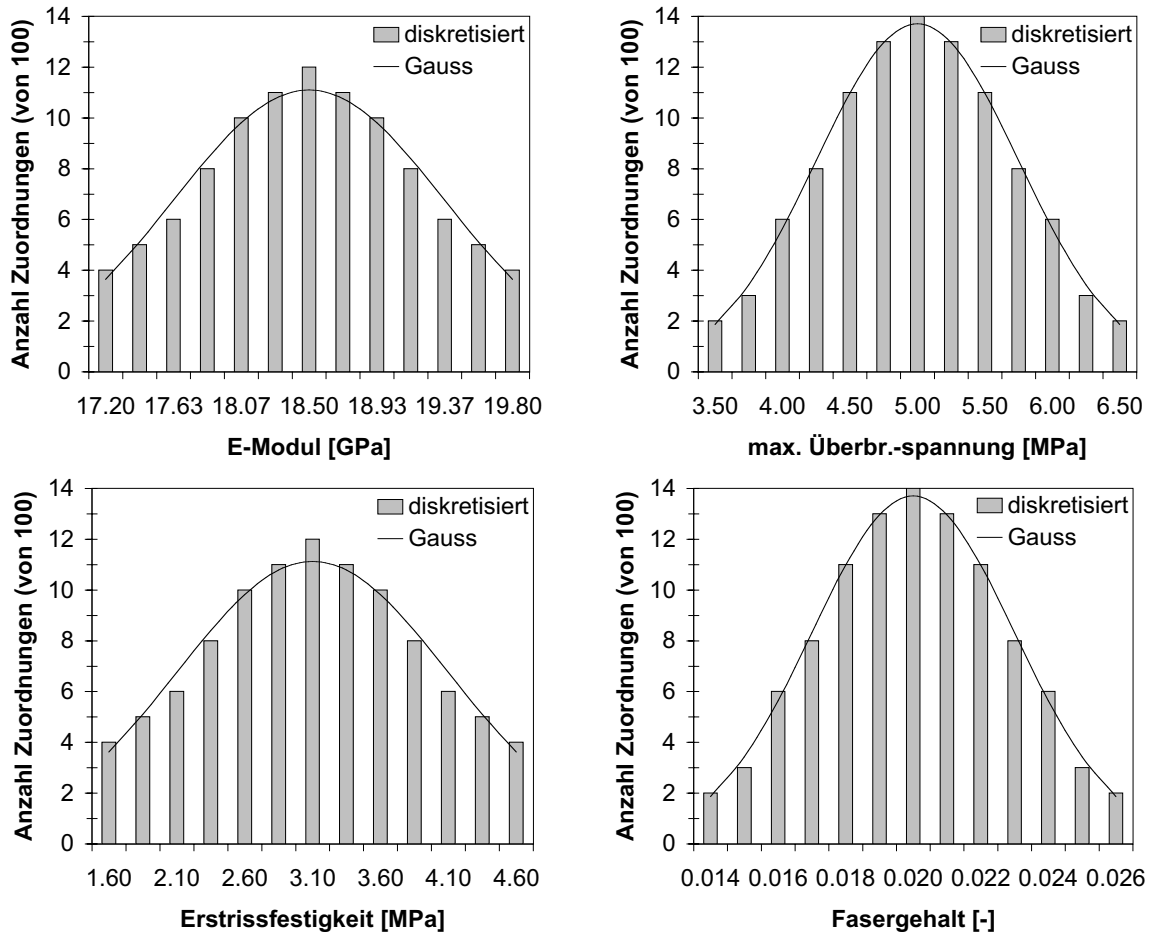 Anzahl Zuordnungen (von 100)
14
12
10
8
6
4
2
0
diskretisiert
Gauss
17.20 17.63 18.07 18.50 18.93 19.37 19.80
E-Modul [GPa]
Anzahl Zuordnungen (von 100)
14
12
10
8
6
4
2
0
diskretisiert
Gauss
3.50 4.00 4.50 5.00 5.50 6.00 6.50
max. Überbr.-spannung [MPa]
Anzahl Zuordnungen (von 100)
14
12
10
8
6
4
2
0
diskretisiert
Gauss
1.60 2.10 2.60 3.10 3.60 4.10 4.60
Erstrissfestigkeit [MPa]
Anzahl Zuordnungen (von 100)
14
12
10
8
6
4
2
0
diskretisiert
Gauss
0.014 0.016 0.018 0.020 0.022 0.024 0.026
Fasergehalt [-]